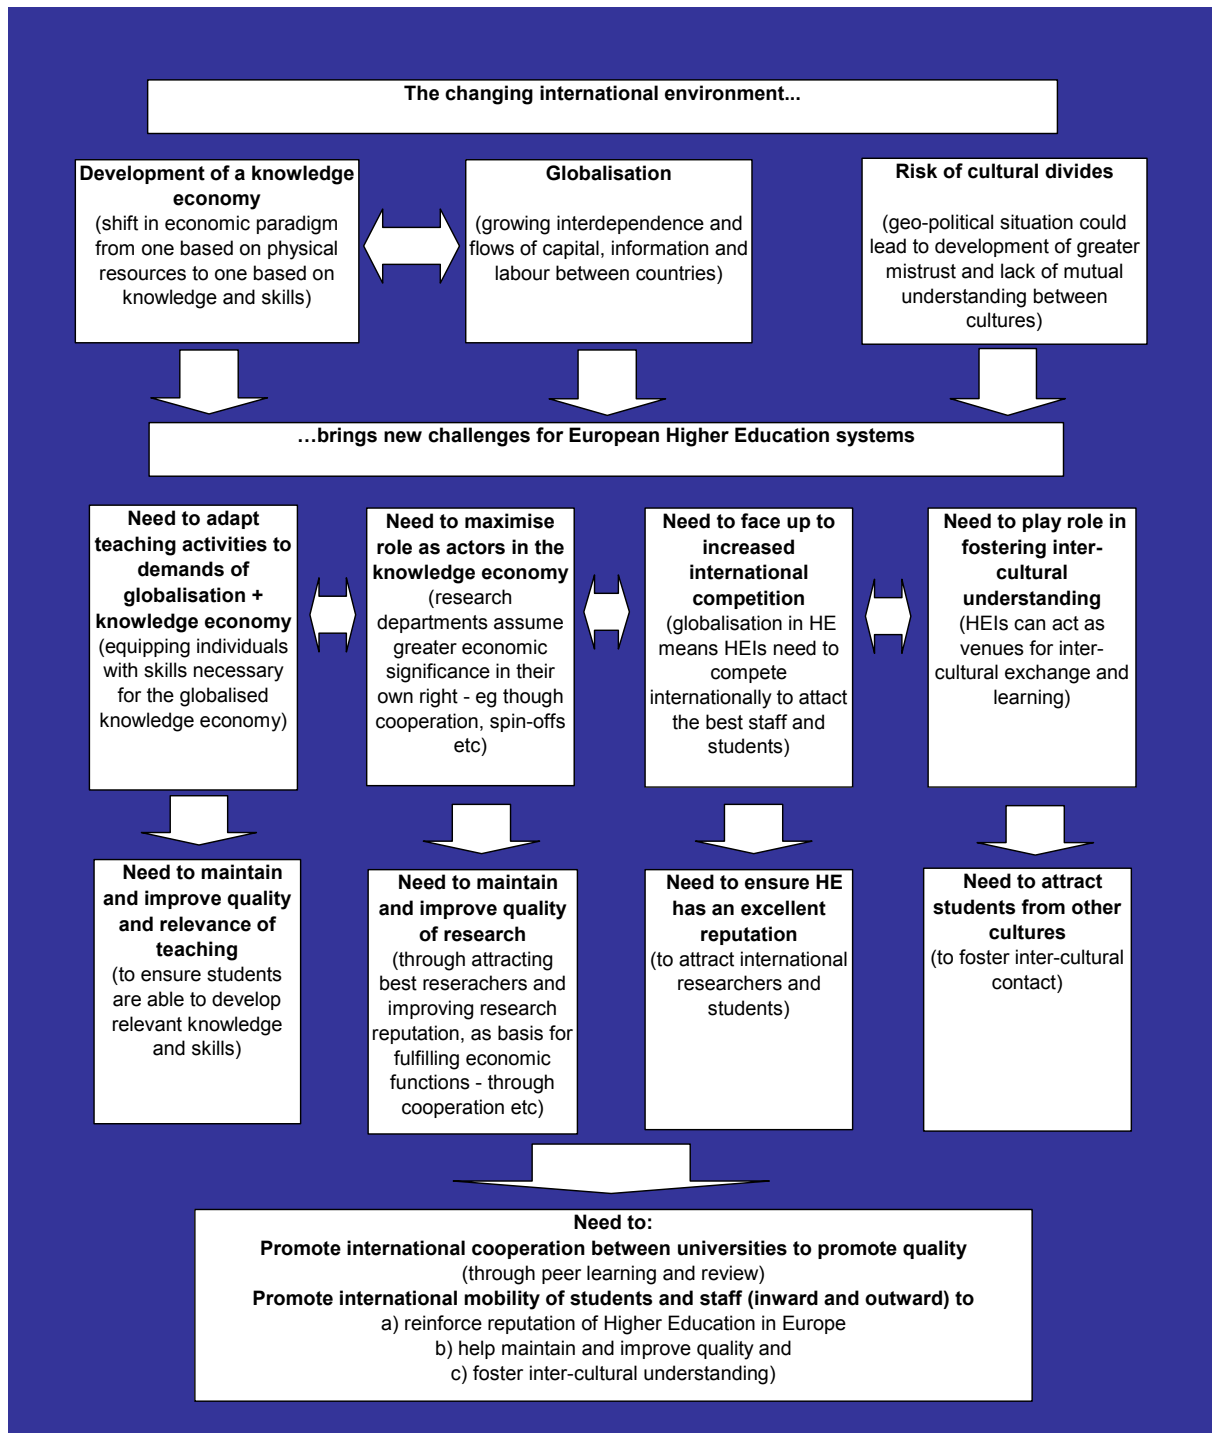 The changing international environment...
Development of a knowledge
economy
(shift in economic paradigm
from one based on physical
resources to one based on
knowledge and skills)
Globalisation
(growing interdependence and
flows of capital, information and
labour between countries)
Risk of cultural divides
(geo-political situation could
lead to development of greater
mistrust and lack of mutual
understanding between
cultures)
…brings new challenges for European Higher Education systems
Need to adapt
teaching activities to
demands of
globalisation +
knowledge economy
(equipping individuals
with skills necessary
for the globalised
knowledge economy)
Need to maximise
role as actors in the
knowledge economy
(research
departments assume
greater economic
significance in their
own right - eg though
cooperation, spin-offs
etc)
Need to face up to
increased
international
competition
(globalisation in HE
means HEIs need to
compete
internationally to attact
the best staff and
students)
Need to play role in
fostering inter-
cultural
understanding
(HEIs can act as
venues for inter-
cultural exchange and
learning)
Need to maintain
and improve quality
and relevance of
teaching
(to ensure students
are able to develop
relevant knowledge
and skills)
Need to maintain
and improve quality
of research
(through attracting
best reserachers and
improving research
reputation, as basis for
fulfilling economic
functions - through
cooperation etc)
Need to ensure HE
has an excellent
reputation
(to attract international
researchers and
students)
Need to attract
students from other
cultures
(to foster inter-cultural
contact)
Need to:
Promote international cooperation between universities to promote quality
(through peer learning and review)
Promote international mobility of students and staff (inward and outward) to
a) reinforce reputation of Higher Education in Europe
b) help maintain and improve quality and
c) foster inter-cultural understanding)